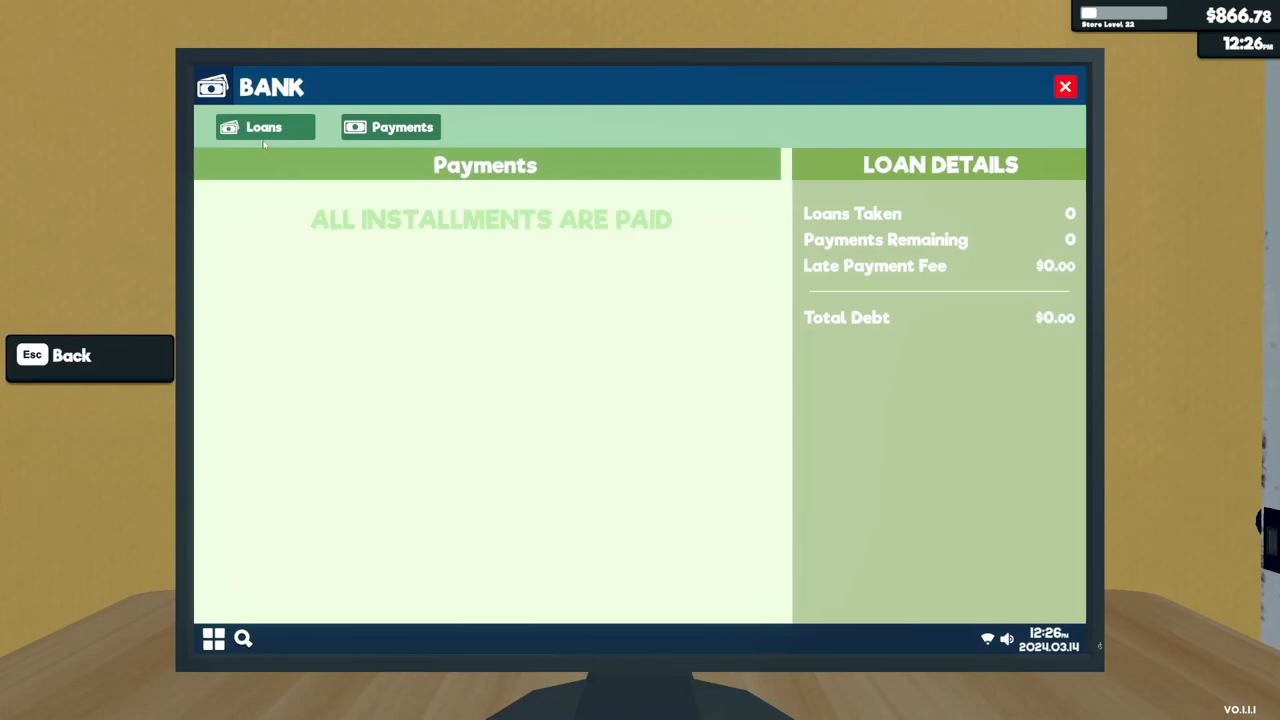 $866.78
Store Level 22
12:26PM
BANK
Loans
Payments
Payments
LOAN DETAILS
ALL INSTALLMENTS ARE PAID
Loans Taken 0
Payments Remaining 0
Late Payment Fee $0.00
Total Debt $0.00
Esc Back
12:26PM
2024.03.14
V0.1.1.1